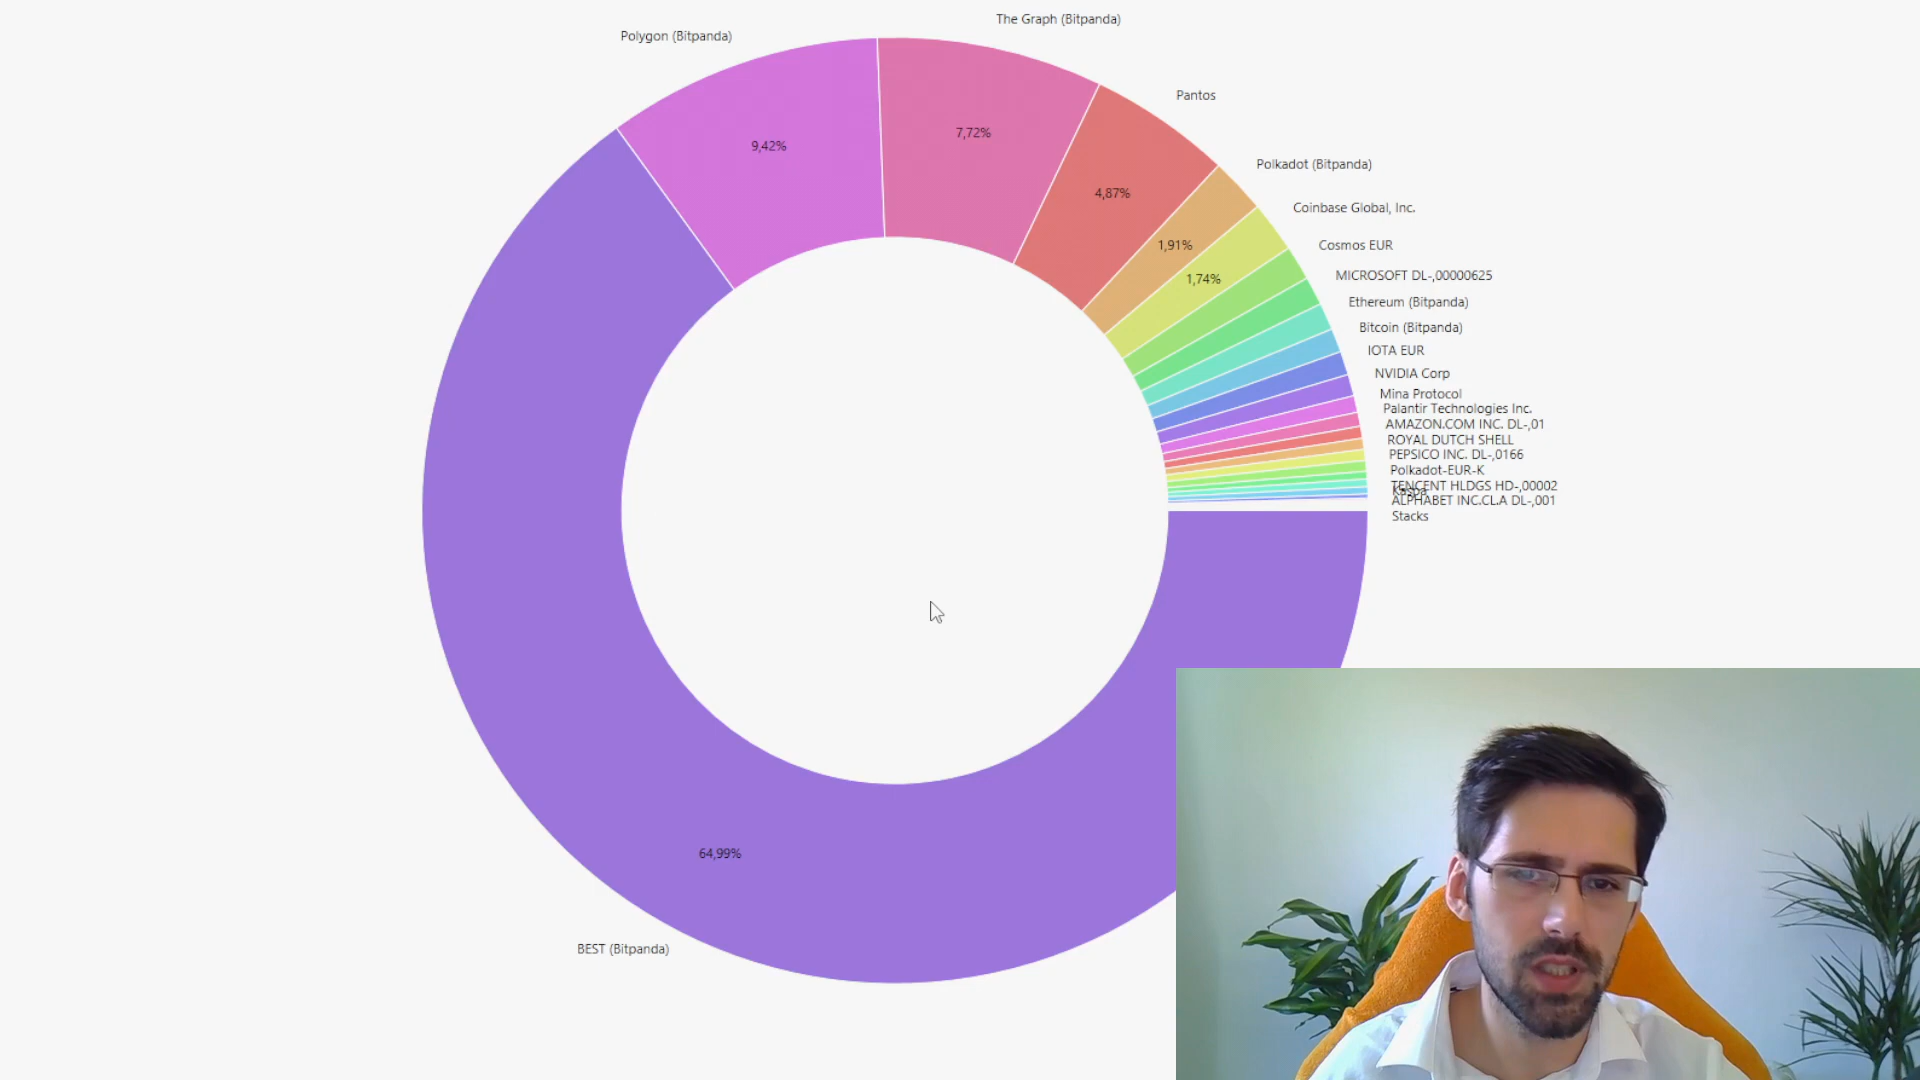 The Graph (Bitpanda)
Polygon (Bitpanda)
Pantos
7,72%
9,42%
Polkadot (Bitpanda)
4,87%
Coinbase Global, Inc.
1,91%
Cosmos EUR
MICROSOFT DL-,00000625
1,74%
Ethereum (Bitpanda)
Bitcoin (Bitpanda)
IOTA EUR
NVIDIA Corp
Mina Protocol
Palantir Technologies Inc.
AMAZON.COM INC. DL-,01
ROYAL DUTCH SHELL
PEPSICO INC. DL-,0166
Polkadot-EUR-K
TENCENT HLDGS HD-,00002
Kaspa
ALPHABET INC.CL.A DL-,001
Stacks
64,99%
BEST (Bitpanda)